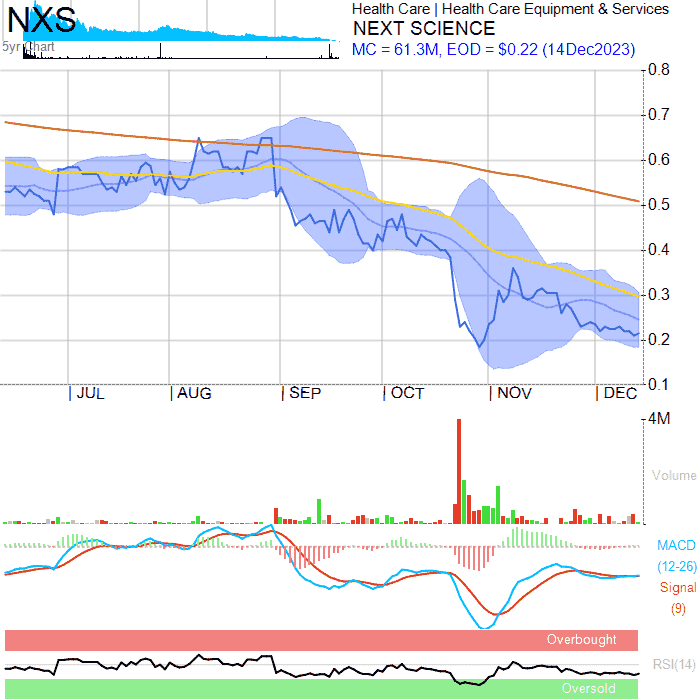 NXS
Health Care | Health Care Equipment & Services
NEXT SCIENCE
MC = 61.3M, EOD = $0.22 (14Dec2023)
5yr Chart
0.8
0.7
0.6
0.5
0.4
0.3
0.2
0.1
JUL
AUG
SEP
OCT
NOV
DEC
4M
Volume
MACD
(12-26)
Signal
(9)
Overbought
RSI(14)
Oversold